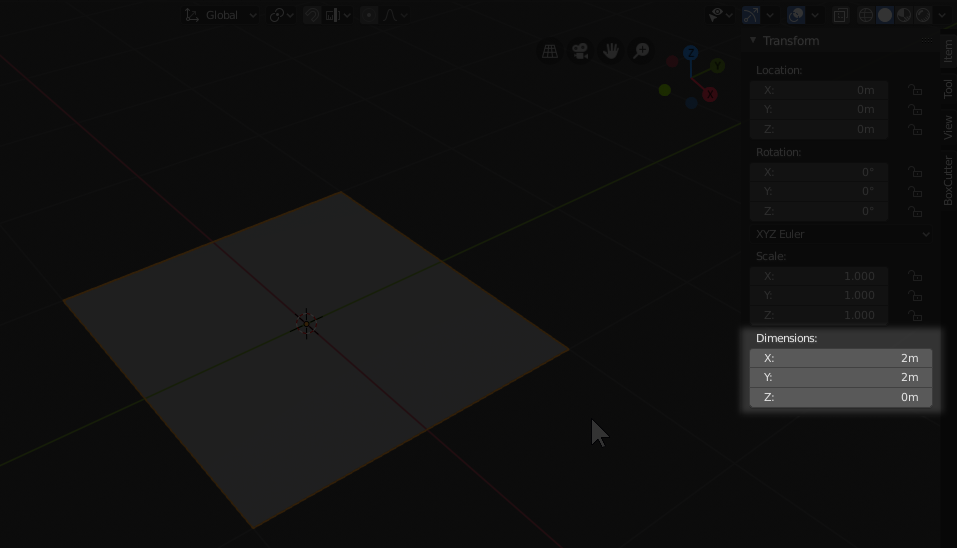 Global
Transform
Item
Tool
View
BoxCutter
Z
Y
X
Location:
X: 0m
Y: 0m
Z: 0m
Rotation:
X: 0°
Y: 0°
Z: 0°
XYZ Euler
Scale:
X: 1.000
Y: 1.000
Z: 1.000
Dimensions:
X: 2m
Y: 2m
Z: 0m